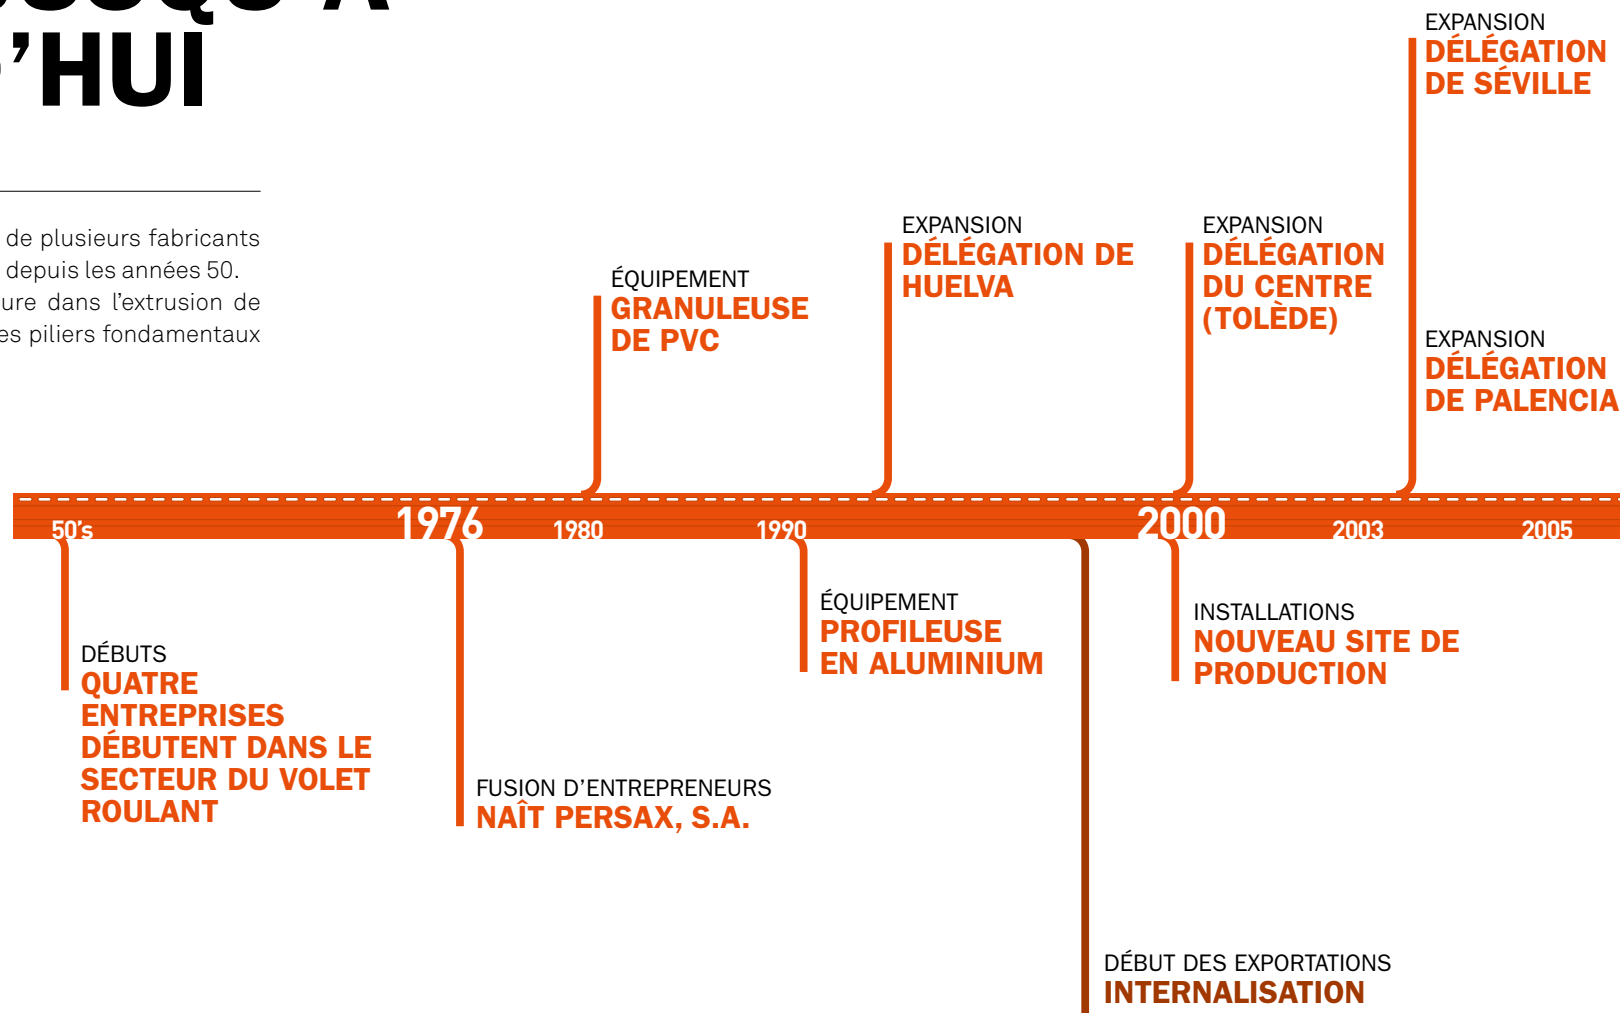 D'HUI
de plusieurs fabricants
depuis les années 50.
ure dans l'extrusion de
es piliers fondamentaux
EXPANSION
DÉLÉGATION
DE SÉVILLE
EXPANSION
DÉLÉGATION DE
HUELVA
EXPANSION
DÉLÉGATION
DU CENTRE
(TOLÈDE)
ÉQUIPEMENT
GRANULEUSE
DE PVC
EXPANSION
DÉLÉGATION
DE PALENCIA
50's
1976
1980
1990
2000
2003
2005
DÉBUTS
QUATRE
ENTREPRISES
DÉBUTENT DANS LE
SECTEUR DU VOLET
ROULANT
FUSION D'ENTREPRENEURS
NAÎT PERSAX, S.A.
ÉQUIPEMENT
PROFILEUSE
EN ALUMINIUM
INSTALLATIONS
NOUVEAU SITE DE
PRODUCTION
DÉBUT DES EXPORTATIONS
INTERNALISATION